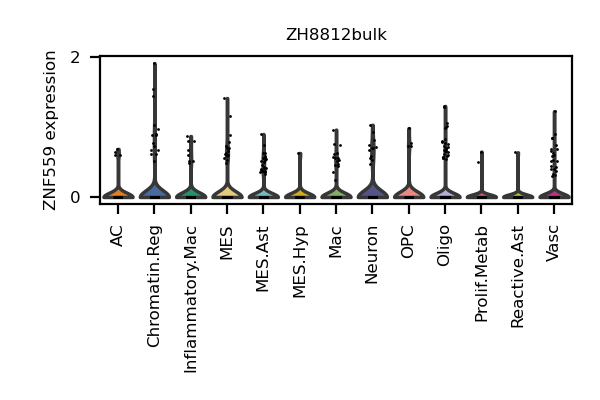 ZH8812bulk
ZNF559 expression
2
0
AC
Chromatin.Reg
Inflammatory.Mac
MES
MES.Ast
MES.Hyp
Mac
Neuron
OPC
Oligo
Prolif.Metab
Reactive.Ast
Vasc